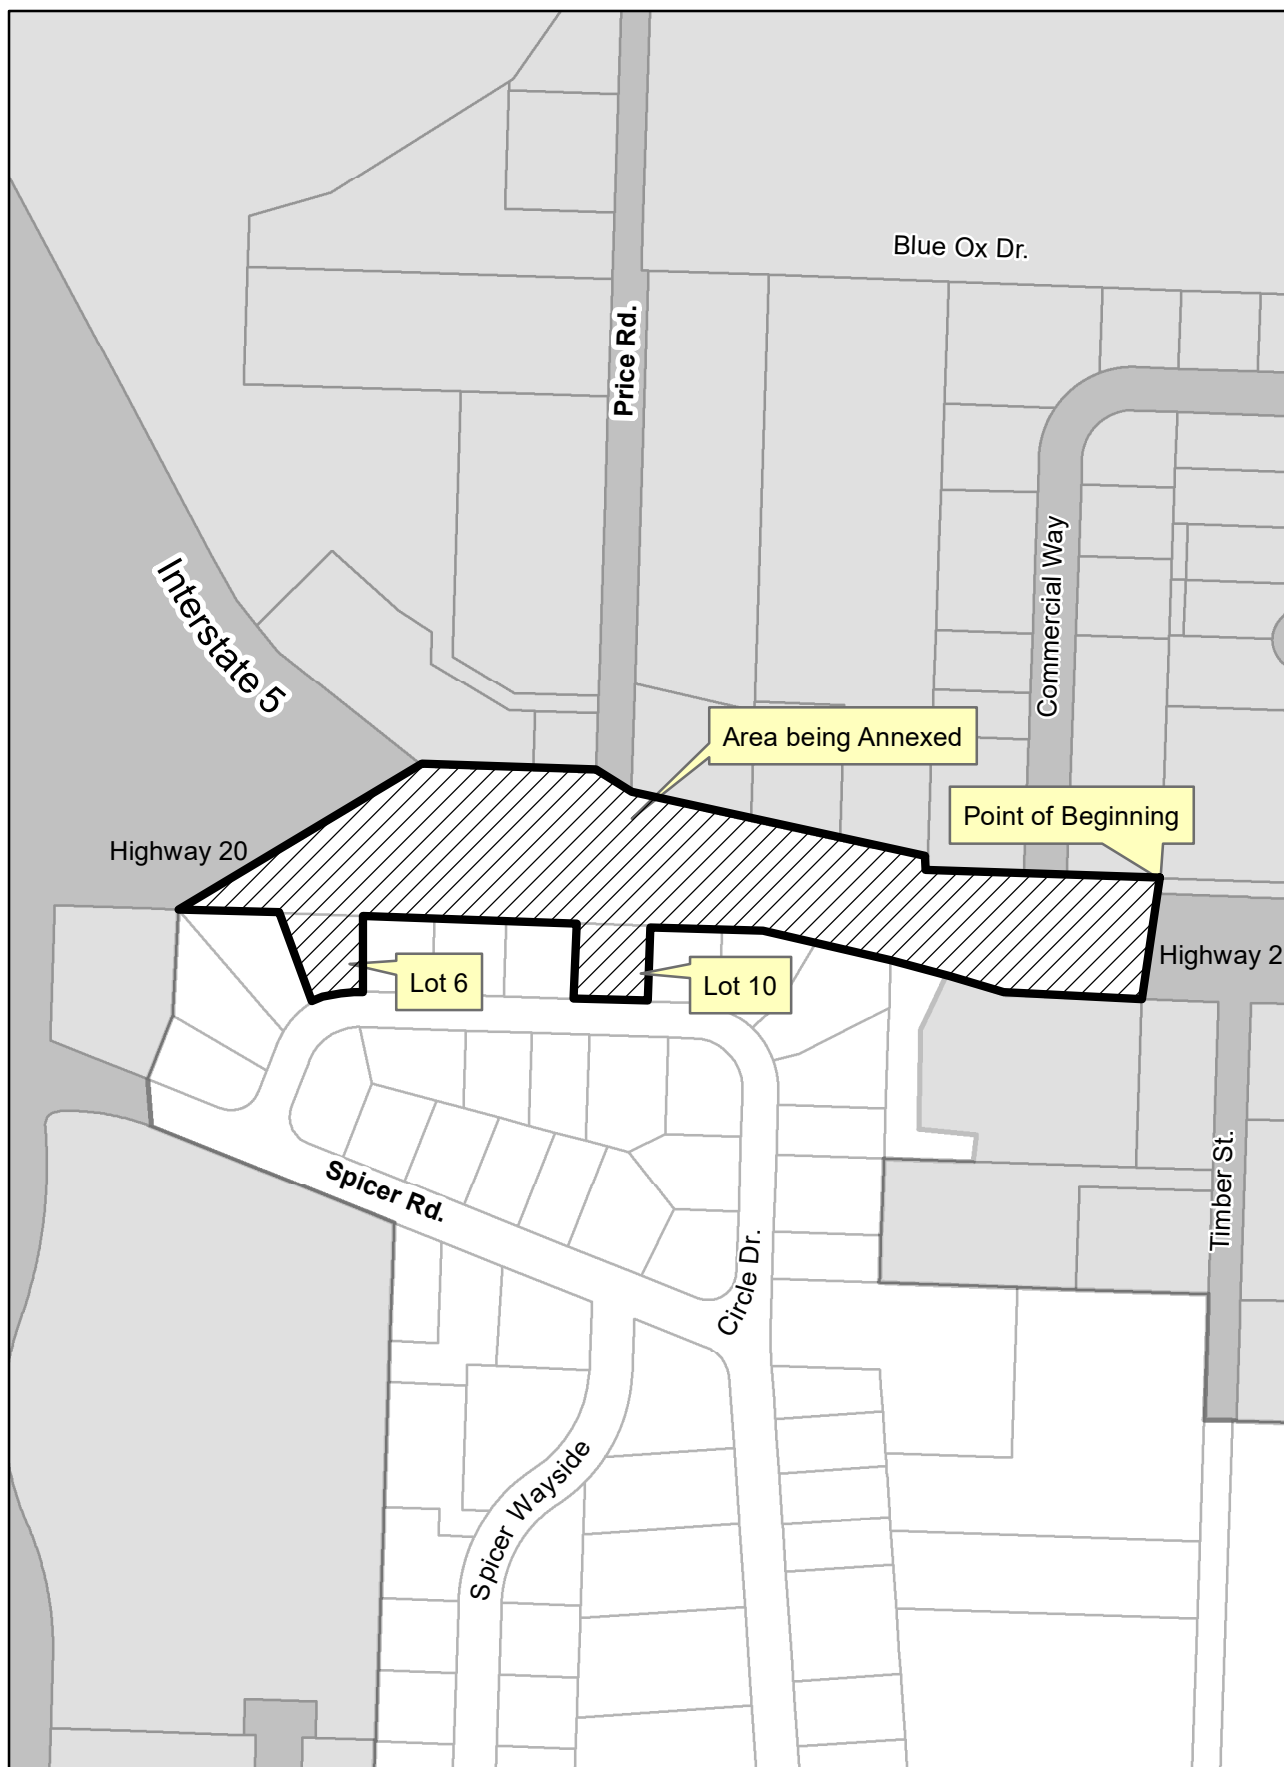 Blue Ox Dr.
Price Rd.
Commercial Way
Interstate 5
Area being Annexed
Point of Beginning
Highway 20
Highway 2
Lot 6
Lot 10
Spicer Rd.
Timber St.
Circle Dr.
Spicer Wayside